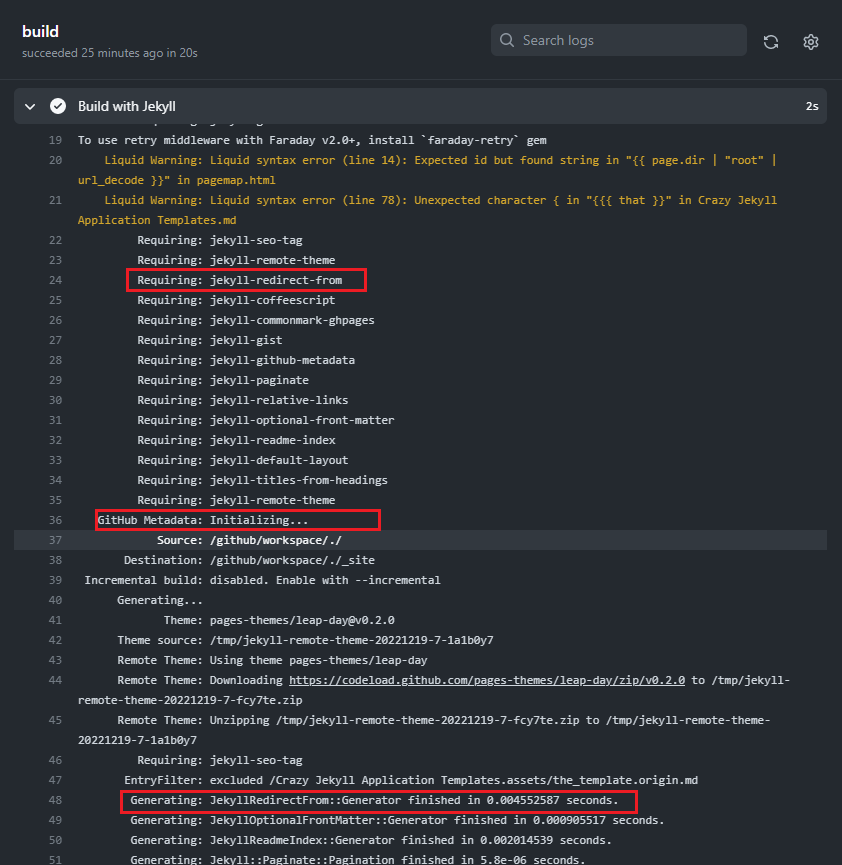 build
succeeded 25 minutes ago in 20s
Search logs
Build with Jekyll
2s
19 To use retry middleware with Faraday v2.0+, install `faraday-retry` gem
20 Liquid Warning: Liquid syntax error (line 14): Expected id but found string in "{{ page.dir | "root" |
url_decode }}" in pagemap.html
21 Liquid Warning: Liquid syntax error (line 78): Unexpected character { in "{{{ that }}" in Crazy Jekyll
Application Templates.md
22 Requiring: jekyll-seo-tag
23 Requiring: jekyll-remote-theme
24 Requiring: jekyll-redirect-from
25 Requiring: jekyll-coffeescript
26 Requiring: jekyll-commonmark-ghpages
27 Requiring: jekyll-gist
28 Requiring: jekyll-github-metadata
29 Requiring: jekyll-paginate
30 Requiring: jekyll-relative-links
31 Requiring: jekyll-optional-front-matter
32 Requiring: jekyll-readme-index
33 Requiring: jekyll-default-layout
34 Requiring: jekyll-titles-from-headings
35 Requiring: jekyll-remote-theme
36 GitHub Metadata: Initializing...
37 Source: /github/workspace/./
38 Destination: /github/workspace/./_site
39 Incremental build: disabled. Enable with --incremental
40 Generating...
41 Theme: pages-themes/leap-day@v0.2.0
42 Theme source: /tmp/jekyll-remote-theme-20221219-7-1a1b0y7
43 Remote Theme: Using theme pages-themes/leap-day
44 Remote Theme: Downloading https://codeload.github.com/pages-themes/leap-day/zip/v0.2.0 to /tmp/jekyll-
remote-theme-20221219-7-fcy7te.zip
45 Remote Theme: Unzipping /tmp/jekyll-remote-theme-20221219-7-fcy7te.zip to /tmp/jekyll-remote-theme-
20221219-7-1a1b0y7
46 Requiring: jekyll-seo-tag
47 EntryFilter: excluded /Crazy Jekyll Application Templates.assets/the_template.origin.md
48 Generating: JekyllRedirectFrom::Generator finished in 0.004552587 seconds.
49 Generating: JekyllOptionalFrontMatter::Generator finished in 0.000905517 seconds.
50 Generating: JekyllReadmeIndex::Generator finished in 0.002014539 seconds.
51 Generating: Jekyll::Paginate::Pagination finished in 5.8e-06 seconds.